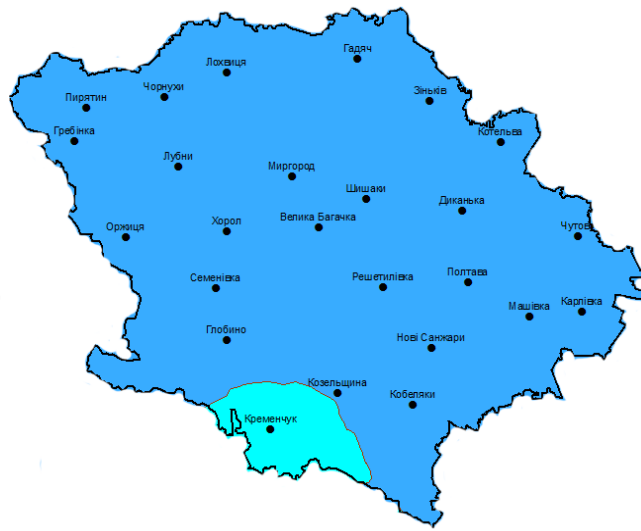 Гадяч
Лохвиця
Чорнухи
Зіньків
Пирятин
Гребінка
Котельва
Лубни
Миргород
Шишаки
Диканька
Велика Багачка
Хорол
Оржиця
Чутов
Полтава
Решетилівка
Семенівка
Машівка
Карлівка
Глобино
Нові Санжари
Козельщина
Кобеляки
Кременчук